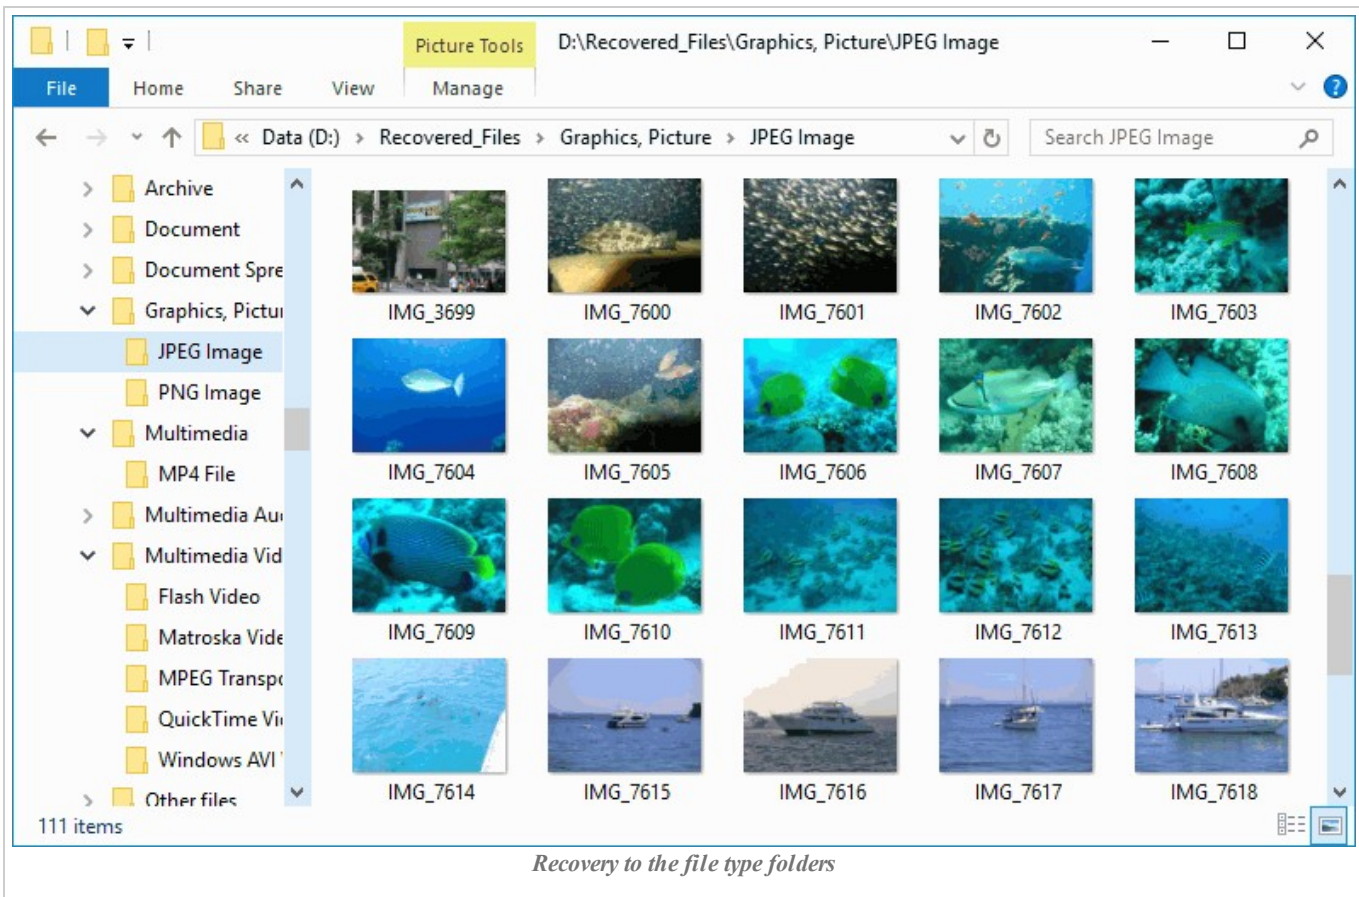 Picture Tools D:\Recovered_Files\Graphics, Picture\JPEG Image
File Home Share View Manage ?
« Data (D:) > Recovered_Files > Graphics, Picture > JPEG Image Search JPEG Image
Archive
Document
Document Spre
Graphics, Pictu
JPEG Image
PNG Image
Multimedia
MP4 File
Multimedia Au
Multimedia Vid
Flash Video
Matroska Vide
MPEG Transpo
QuickTime Vi
Windows AVI
Other files
IMG_3699 IMG_7600 IMG_7601 IMG_7602 IMG_7603
IMG_7604 IMG_7605 IMG_7606 IMG_7607 IMG_7608
IMG_7609 IMG_7610 IMG_7611 IMG_7612 IMG_7613
IMG_7614 IMG_7615 IMG_7616 IMG_7617 IMG_7618
111 items
Recovery to the file type folders